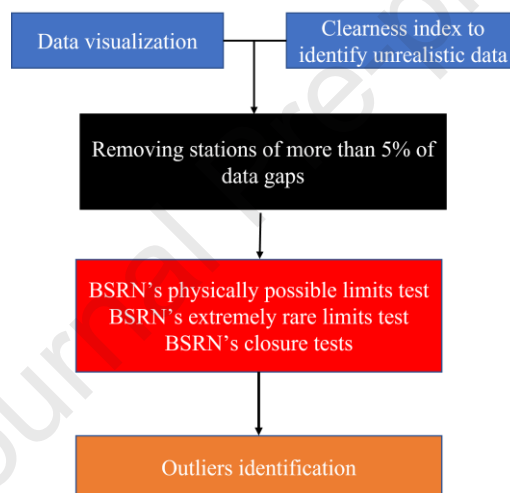 Data visualization
Clearness index to
identify unrealistic data
Removing stations of more than 5% of
data gaps
BSRN's physically possible limits test
BSRN's extremely rare limits test
BSRN's closure tests
Outliers identification